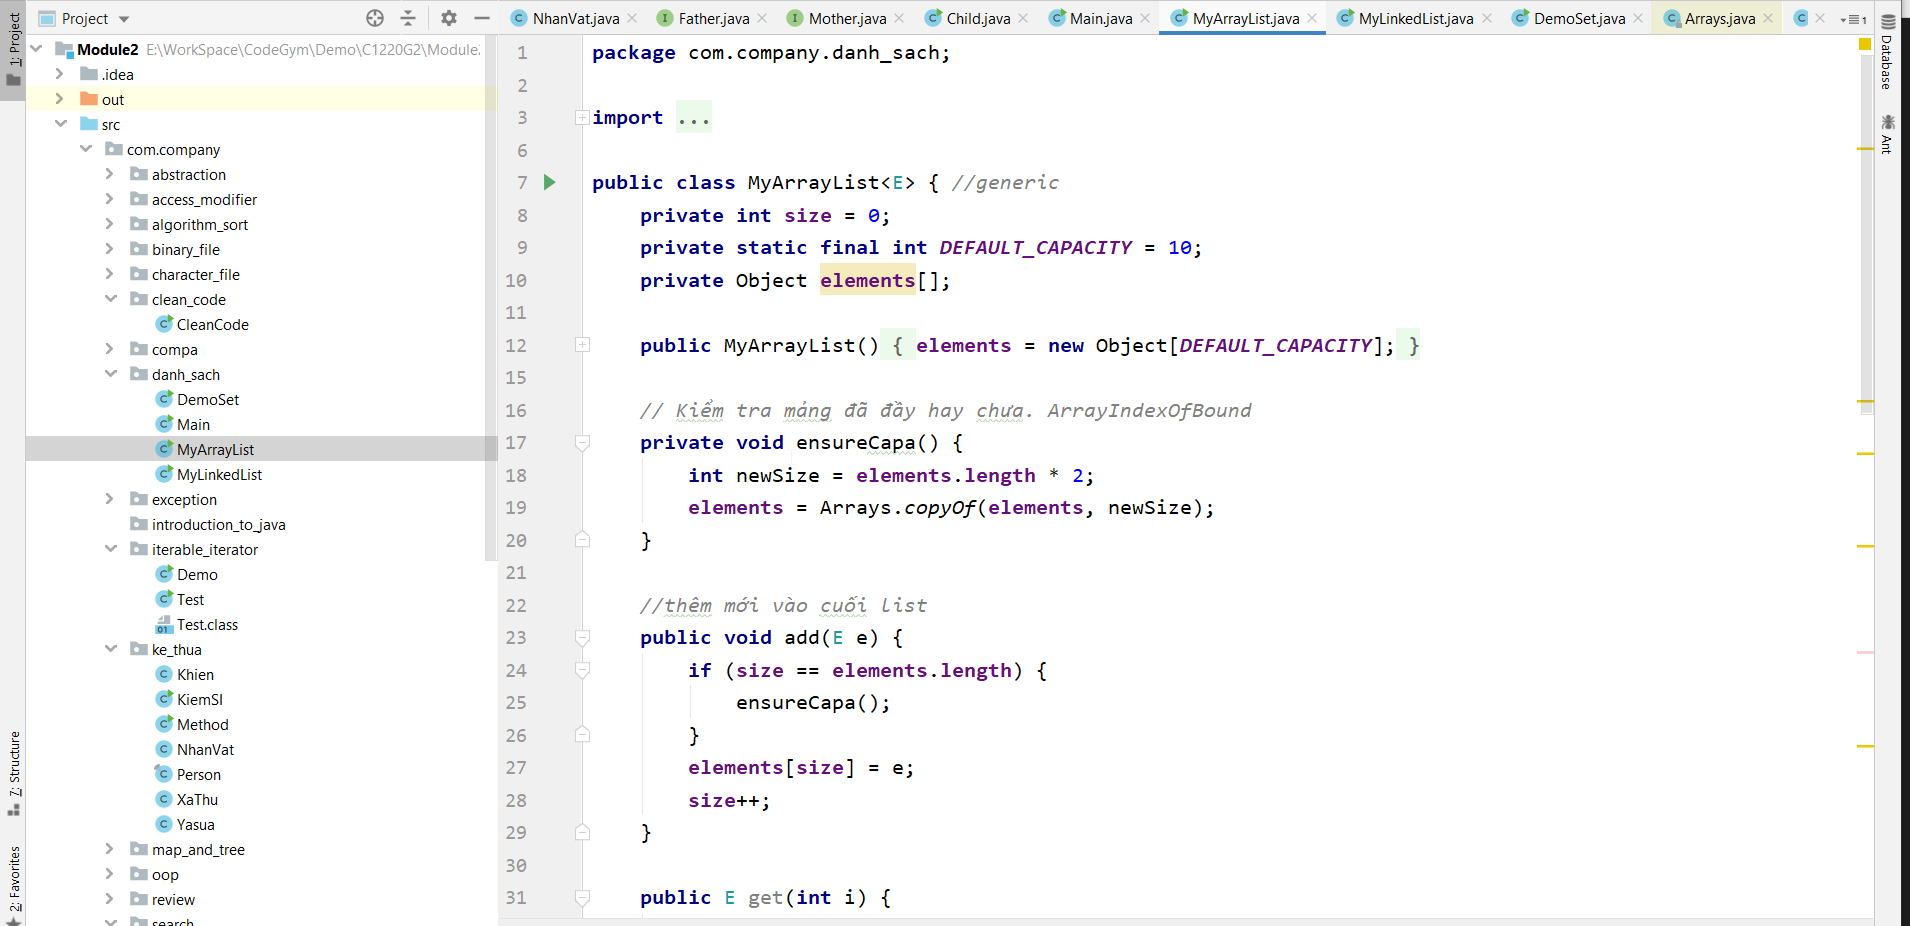 1: Project
7: Structure
2: Favorites
Project
Module2 E:\WorkSpace\CodeGym\Demo\C1220G2\Module2
.idea
out
src
com.company
abstraction
access_modifier
algorithm_sort
binary_file
character_file
clean_code
CleanCode
compa
danh_sach
DemoSet
Main
MyArrayList
MyLinkedList
exception
introduction_to_java
iterable_iterator
Demo
Test
Test.class
ke_thua
Khien
KiemSI
Method
NhanVat
Person
XaThu
Yasua
map_and_tree
oop
review
search
NhanVat.java
Father.java
Mother.java
Child.java
Main.java
MyArrayList.java
MyLinkedList.java
DemoSet.java
Arrays.java
1 package com.company.danh_sach;
2
3 import ...
6
7 public class MyArrayList<E> { //generic
8 private int size = 0;
9 private static final int DEFAULT_CAPACITY = 10;
10 private Object elements[];
11
12 public MyArrayList() { elements = new Object[DEFAULT_CAPACITY]; }
15
16 // Kiểm tra mảng đã đầy hay chưa. ArrayIndexOfBound
17 private void ensureCapa() {
18 int newSize = elements.length * 2;
19 elements = Arrays.copyOf(elements, newSize);
20 }
21
22 //thêm mới vào cuối list
23 public void add(E e) {
24 if (size == elements.length) {
25 ensureCapa();
26 }
27 elements[size] = e;
28 size++;
29 }
30
31 public E get(int i) {
Database
Ant